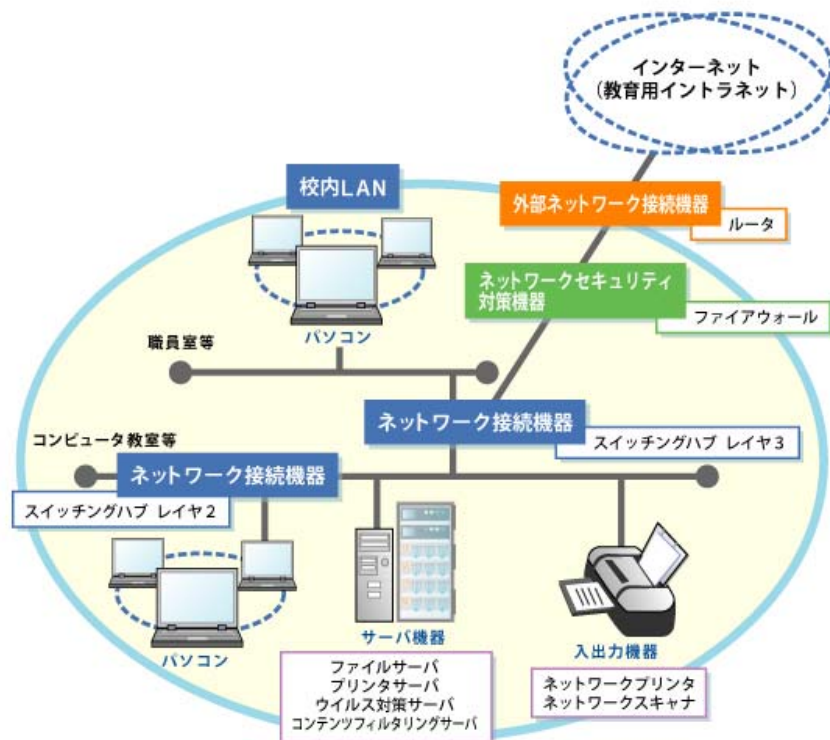 インターネット
（教育用イントラネット）
校内LAN
外部ネットワーク接続機器
ルータ
ネットワークセキュリティ
対策機器
ファイアウォール
パソコン
職員室等
ネットワーク接続機器
スイッチングハブ レイヤ3
コンピュータ教室等
ネットワーク接続機器
スイッチングハブ レイヤ2
パソコン
サーバ機器
ファイルサーバ
プリンタサーバ
ウイルス対策サーバ
コンテンツフィルタリングサーバ
入出力機器
ネットワークプリンタ
ネットワークスキャナ